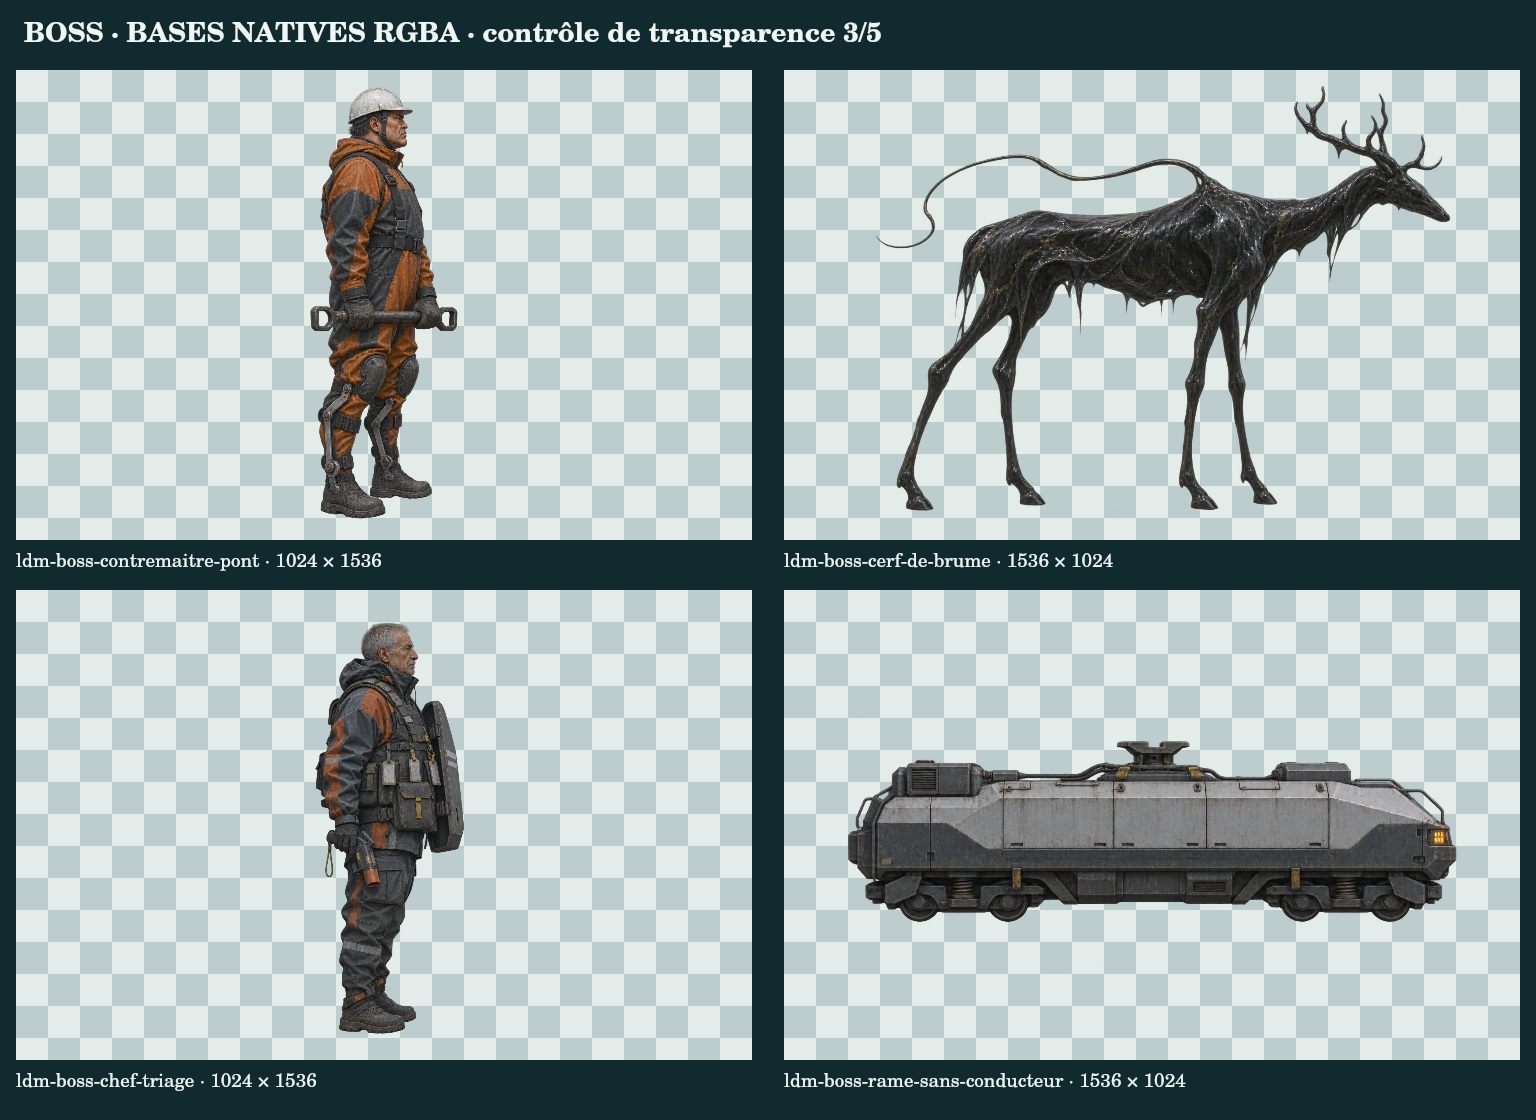 BOSS · BASES NATIVES RGBA · contrôle de transparence 3/5
ldm-boss-contremaitre-pont · 1024 × 1536
ldm-boss-cerf-de-brume · 1536 × 1024
ldm-boss-chef-triage · 1024 × 1536
ldm-boss-rame-sans-conducteur · 1536 × 1024